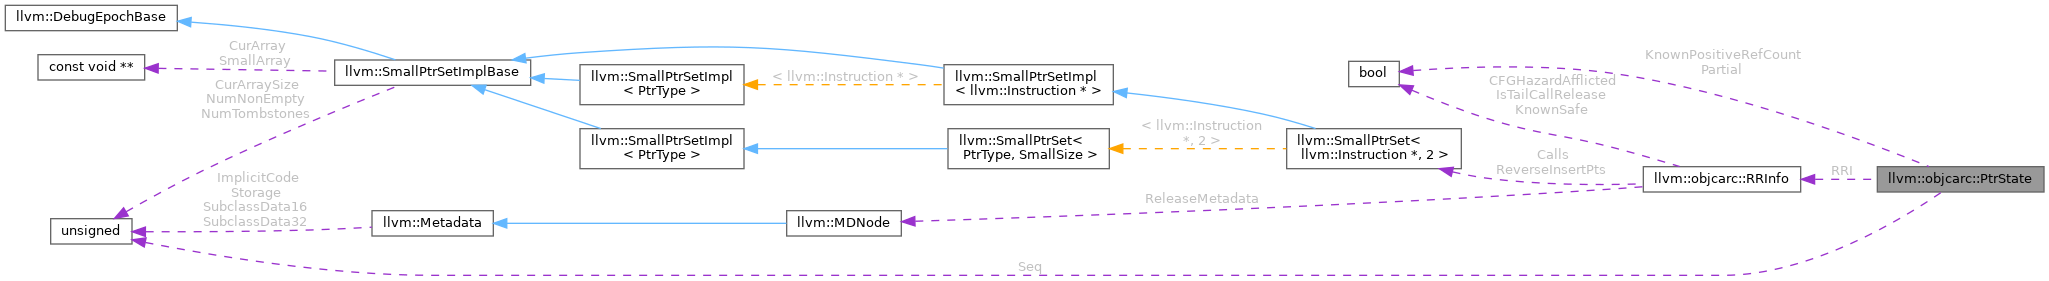 llvm::DebugEpochBase
const void **
CurArray
SmallArray
CurArraySize
NumNonEmpty
NumTombstones
llvm::SmallPtrSetImplBase
llvm::SmallPtrSetImpl
< PtrType >
< llvm::Instruction * >
llvm::SmallPtrSetImpl
< llvm::Instruction * >
llvm::SmallPtrSetImpl
< PtrType >
llvm::SmallPtrSet<
PtrType, SmallSize >
< llvm::Instruction
*, 2 >
llvm::SmallPtrSet<
llvm::Instruction *, 2 >
bool
KnownPositiveRefCount
Partial
CFGHazardAfflicted
IsTailCallRelease
KnownSafe
Calls
ReverseInsertPts
llvm::objcarc::RRInfo
RRI
llvm::objcarc::PtrState
ReleaseMetadata
llvm::MDNode
llvm::Metadata
ImplicitCode
Storage
SubclassData16
SubclassData32
unsigned
Seq